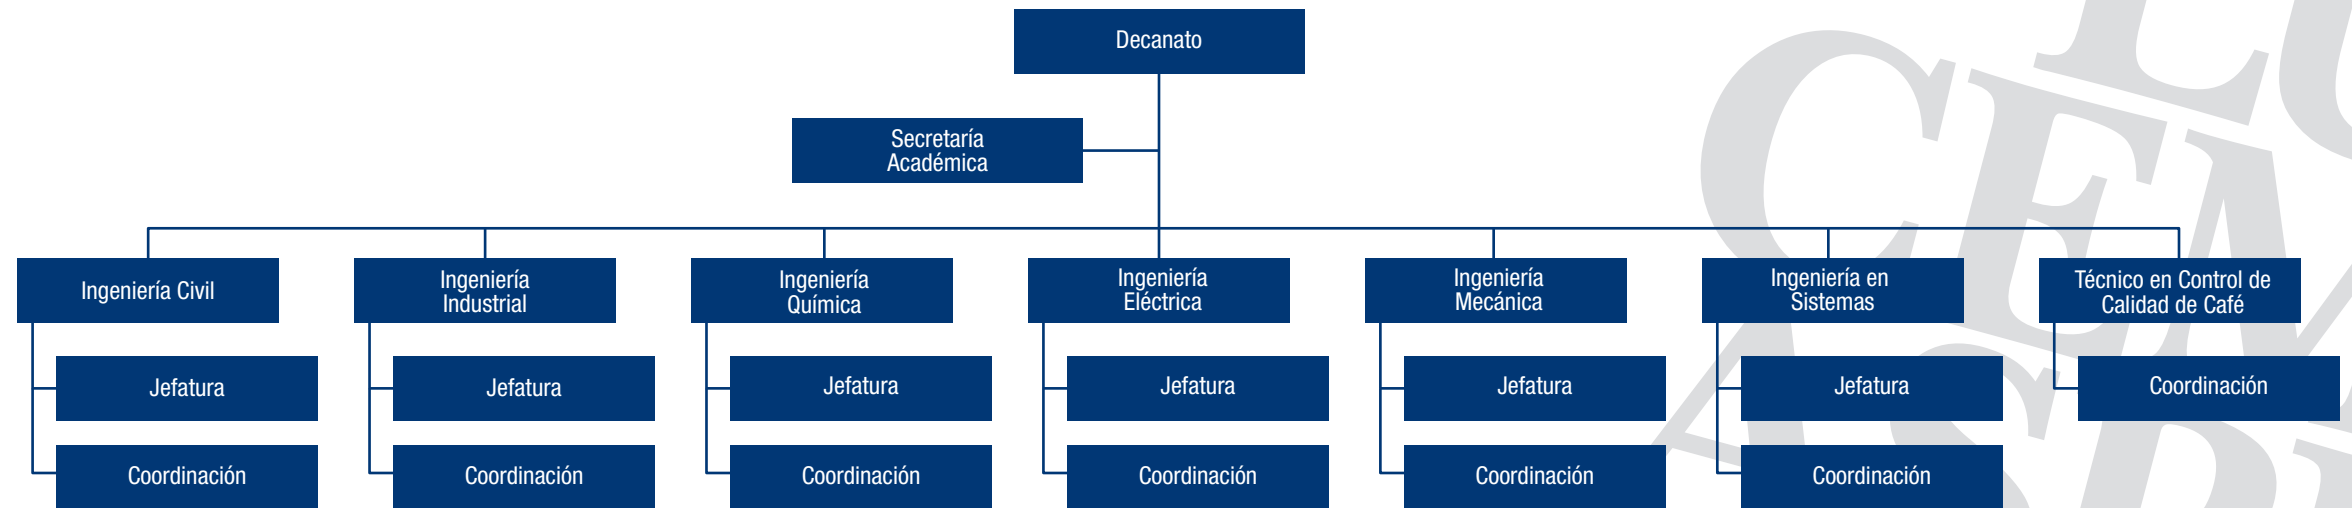 Decanato
Secretaría
Académica
Ingeniería Civil
Ingeniería
Industrial
Ingeniería
Química
Ingeniería
Eléctrica
Ingeniería
Mecánica
Ingeniería en
Sistemas
Técnico en Control de
Calidad de Café
Jefatura
Jefatura
Jefatura
Jefatura
Jefatura
Jefatura
Coordinación
Coordinación
Coordinación
Coordinación
Coordinación
Coordinación
Coordinación